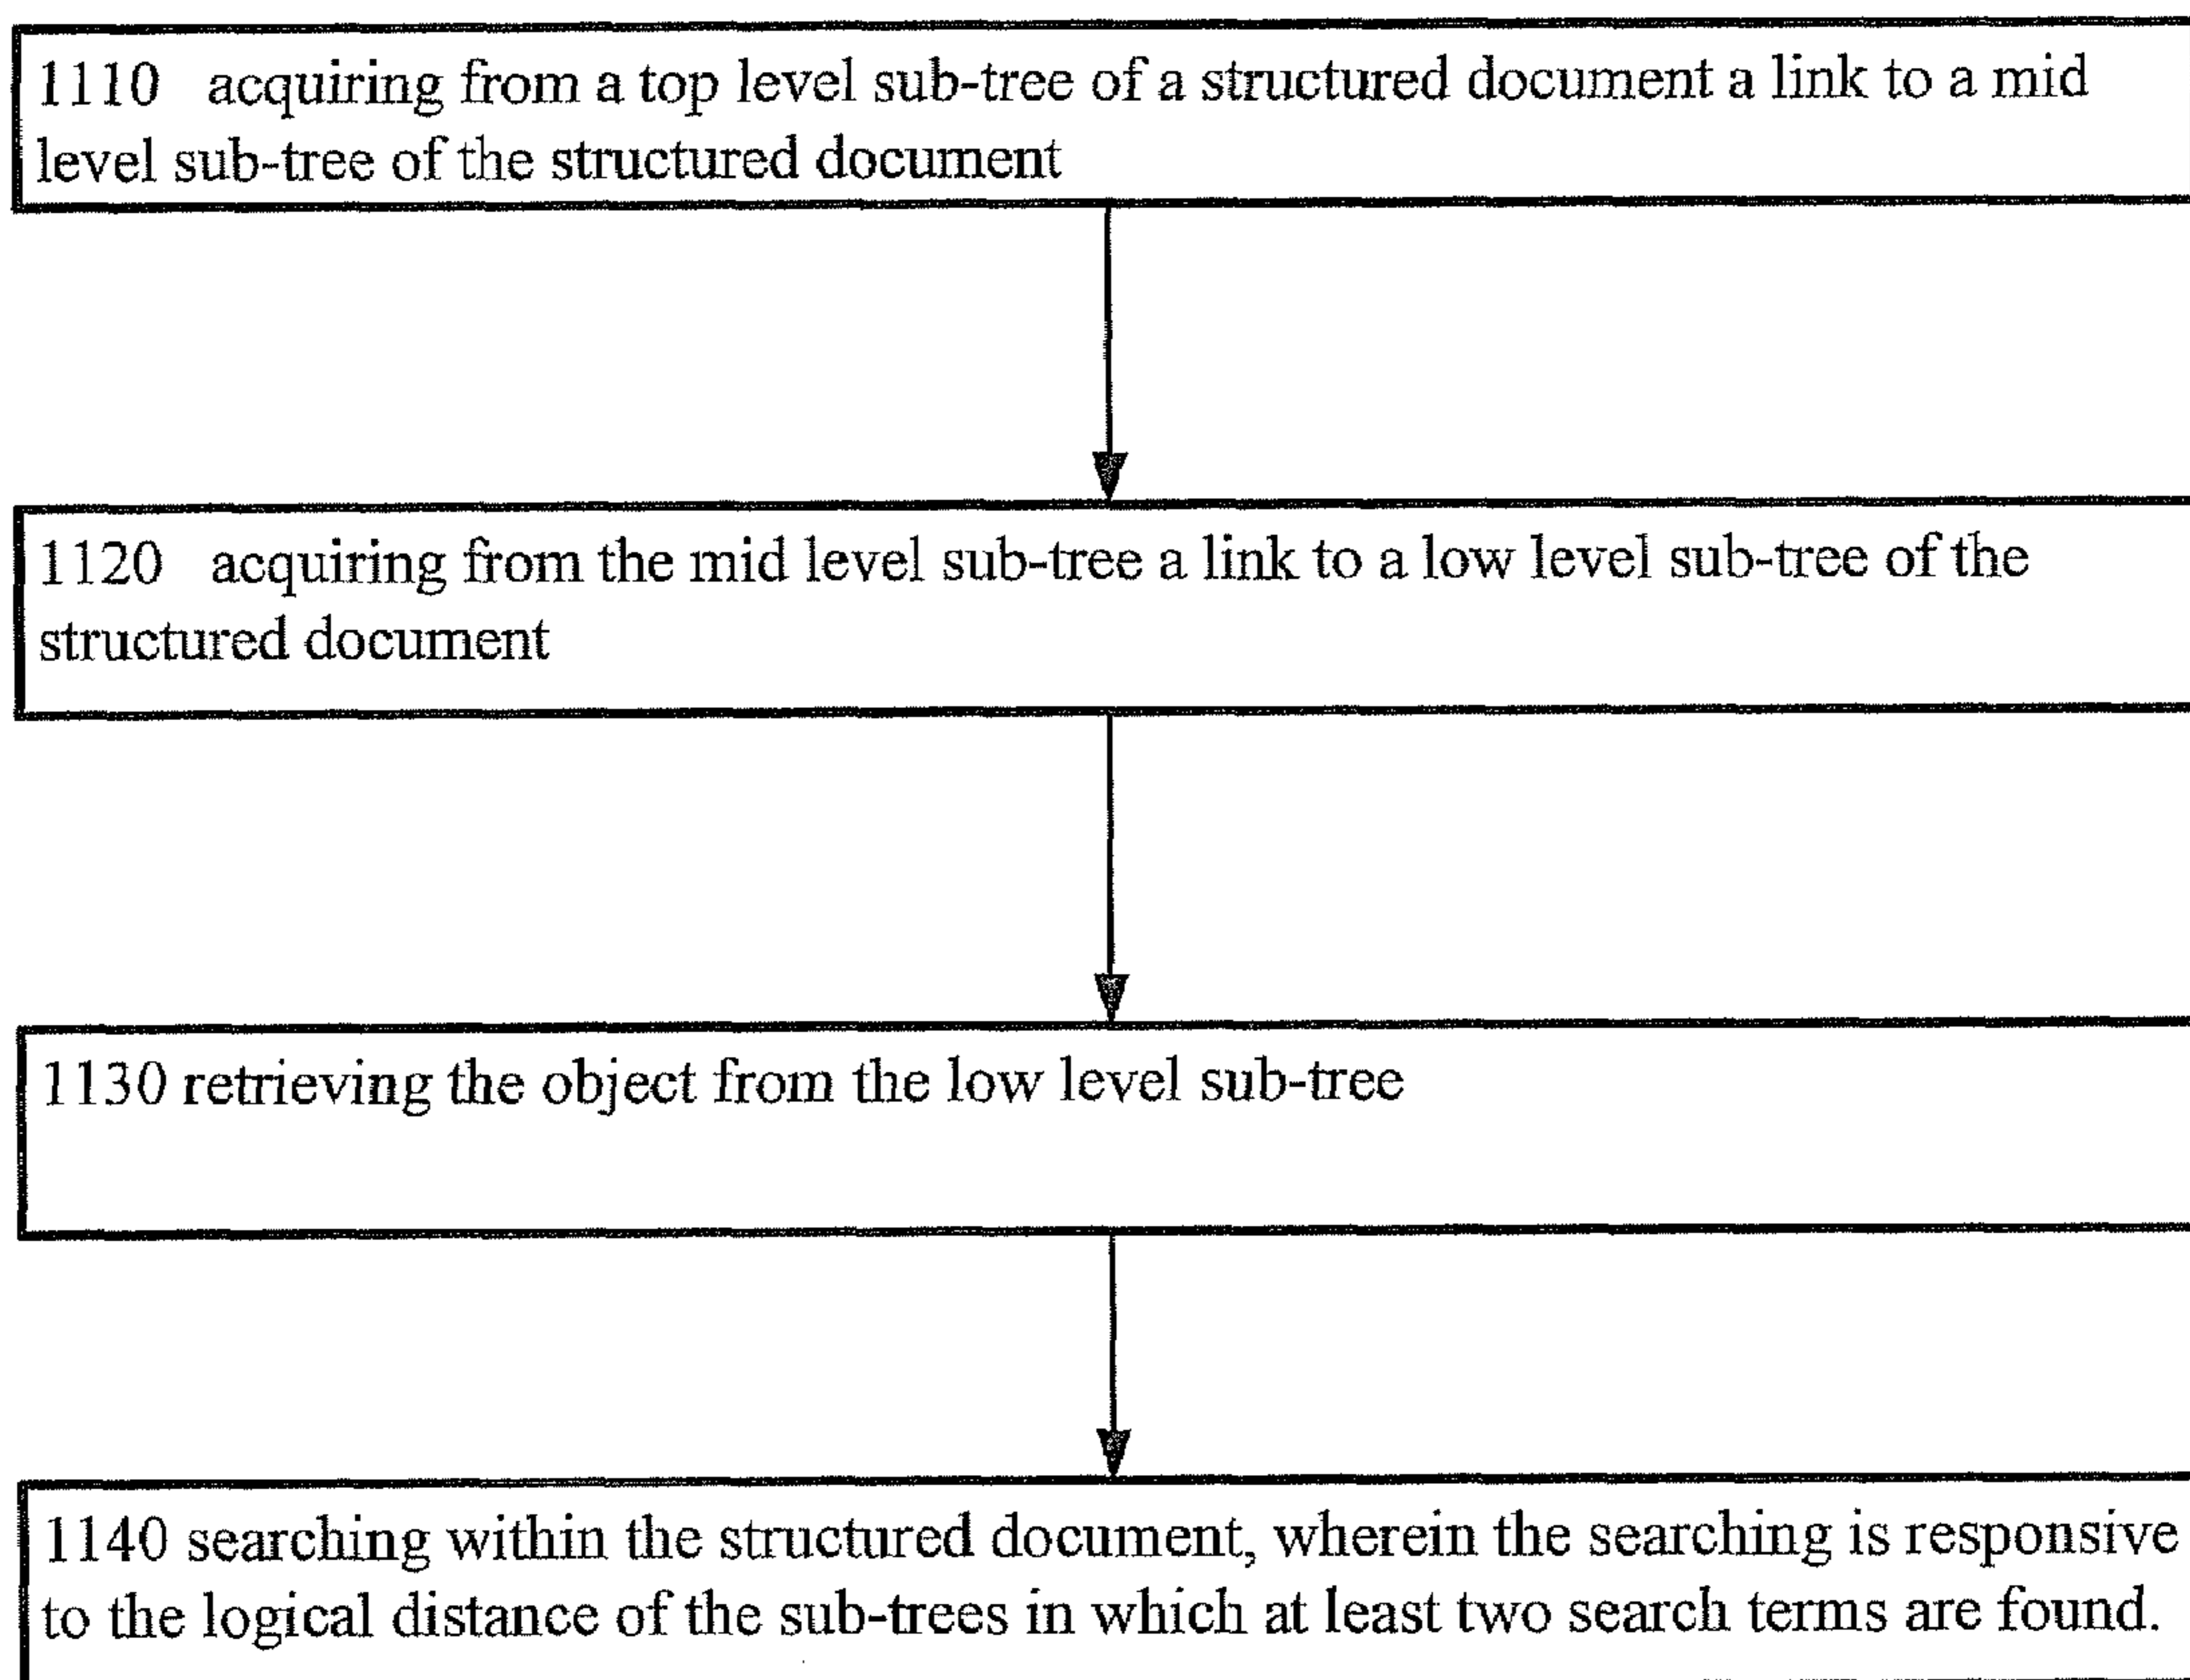 1110 acquiring from a top level sub-tree of a structured document a link to a mid
level sub-tree of the structured document
1120 acquiring from the mid level sub-tree a link to a low level sub-tree of the
structured document
1130 retrieving the object from the low level sub-tree
1140 searching within the structured document, wherein the searching is responsive
to the logical distance of the sub-trees in which at least two search terms are found.